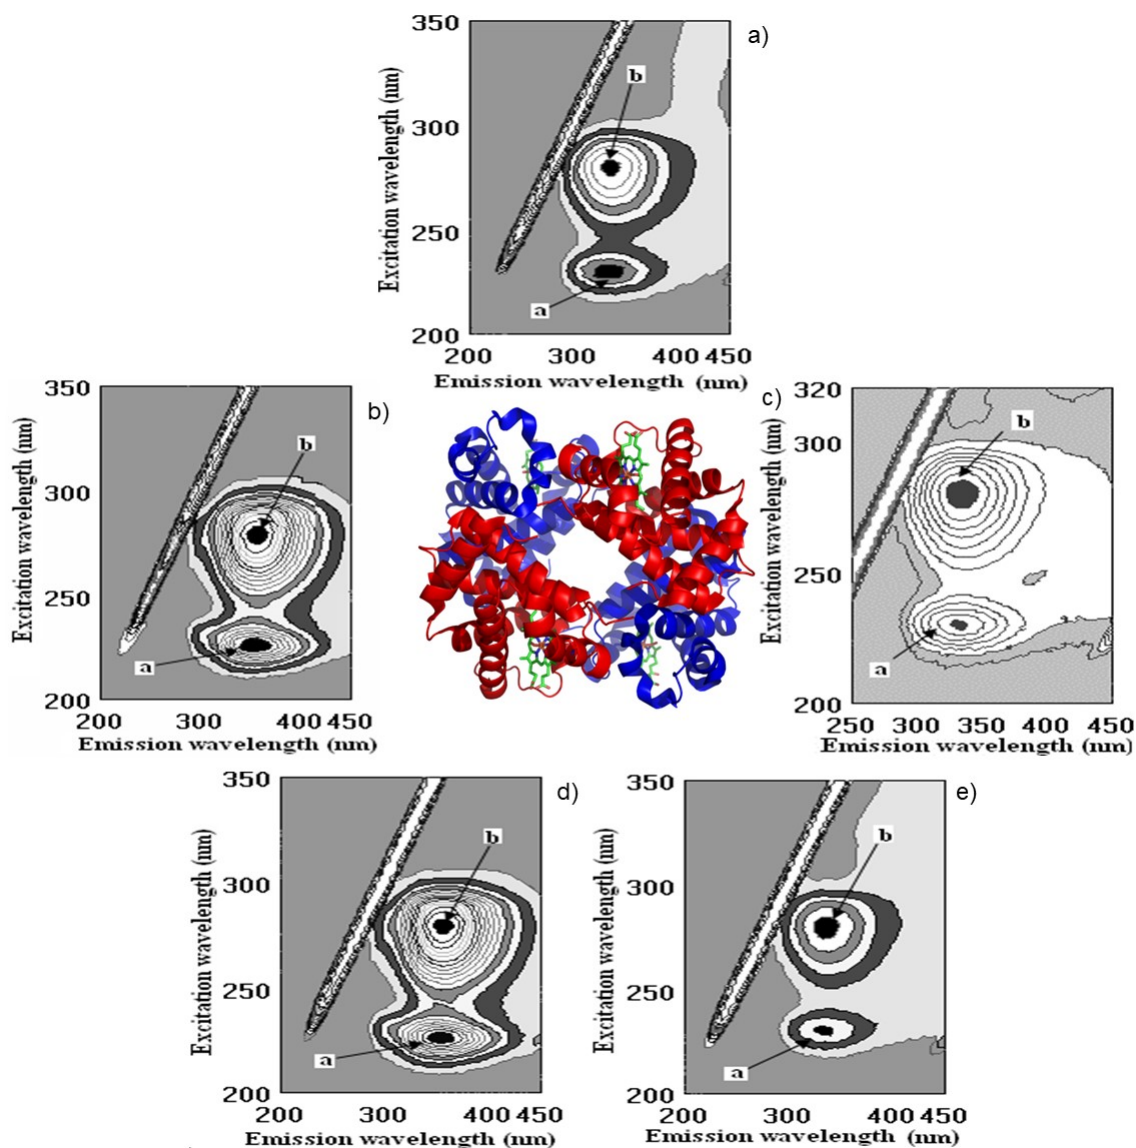 a)
350
300
250
200
Excitation wavelength (nm)
b
a
200 300 400 450
Emission wavelength (nm)
b)
350
300
250
200
Excitation wavelength (nm)
b
a
200 300 400 450
Emission wavelength (nm)
c)
320
300
250
200
Excitation wavelength (nm)
b
a
250 300 350 400 450
Emission wavelength (nm)
d)
350
300
250
200
Excitation wavelength (nm)
b
a
200 300 400 450
Emission wavelength (nm)
e)
350
300
250
200
Excitation wavelength (nm)
b
a
200 300 400 450
Emission wavelength (nm)